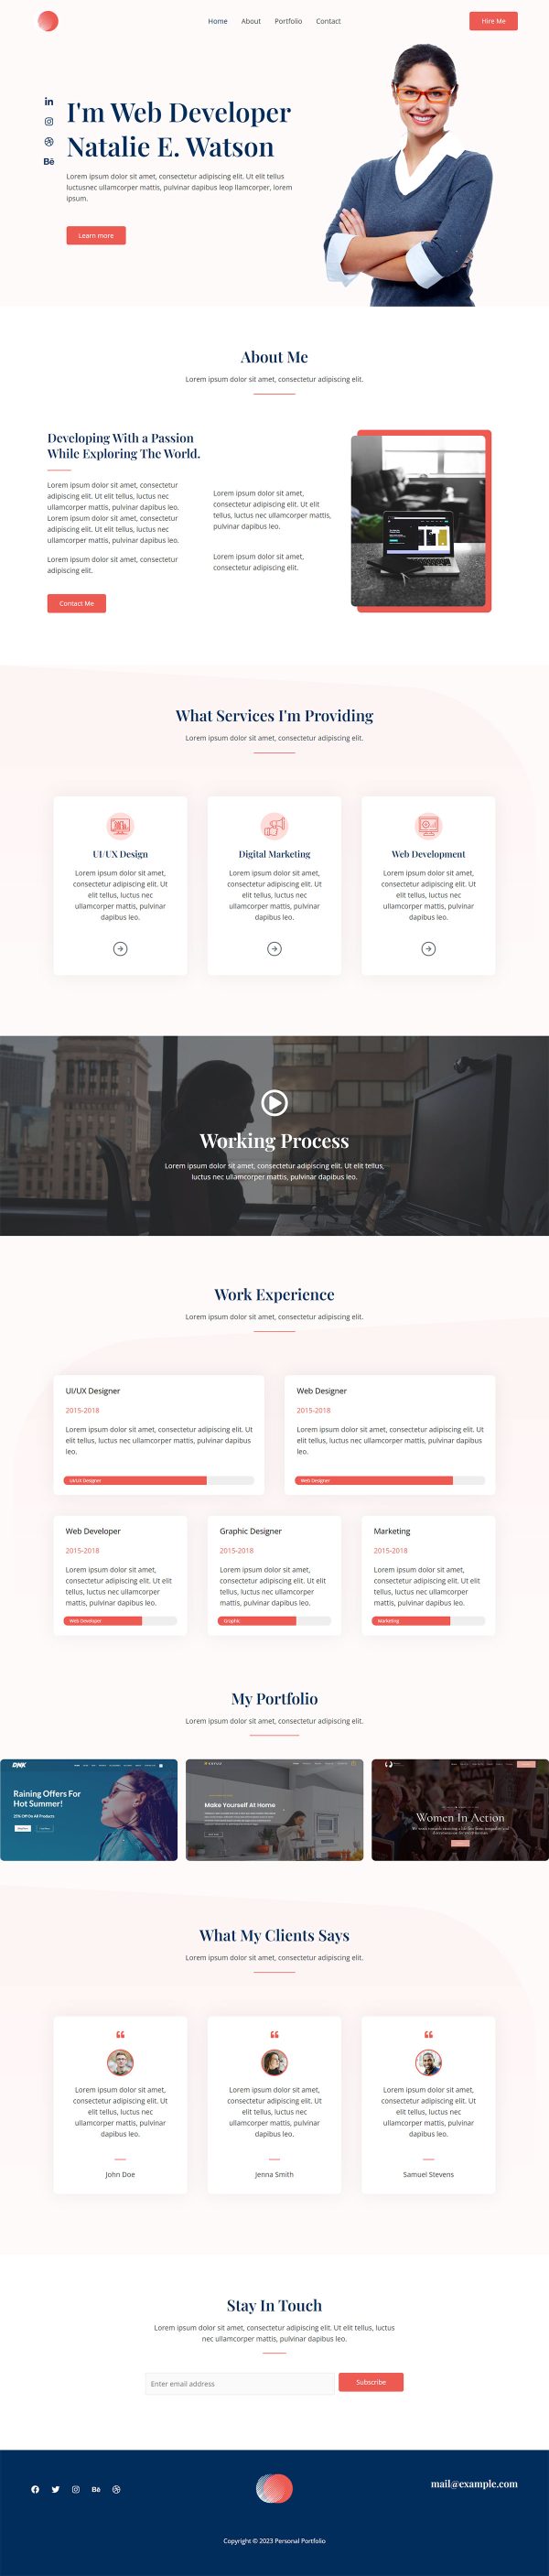 Home About Portfolio Contact
Hire Me
I'm Web Developer
Natalie E. Watson
Lorem ipsum dolor sit amet, consectetur adipiscing elit. Ut elit tellus
luctusnec ullamcorper mattis, pulvinar dapibus leop llamcorper, lorem
ipsum.
Learn more
About Me
Lorem ipsum dolor sit amet, consectetur adipiscing elit.
Developing With a Passion
While Exploring The World.
Lorem ipsum dolor sit amet, consectetur
adipiscing elit. Ut elit tellus, luctus nec
ullamcorper mattis, pulvinar dapibus leo.
Lorem ipsum dolor sit amet, consectetur
adipiscing elit. Ut elit tellus, luctus nec
ullamcorper mattis, pulvinar dapibus leo.
Lorem ipsum dolor sit amet, consectetur
adipiscing elit.
Lorem ipsum dolor sit amet,
consectetur adipiscing elit. Ut elit
tellus, luctus nec ullamcorper mattis,
pulvinar dapibus leo.
Lorem ipsum dolor sit amet,
consectetur adipiscing elit.
Contact Me
What Services I'm Providing
Lorem ipsum dolor sit amet, consectetur adipiscing elit.
UI/UX Design
Lorem ipsum dolor sit amet,
consectetur adipiscing elit. Ut
elit tellus, luctus nec
ullamcorper mattis, pulvinar
dapibus leo.
Digital Marketing
Lorem ipsum dolor sit amet,
consectetur adipiscing elit. Ut
elit tellus, luctus nec
ullamcorper mattis, pulvinar
dapibus leo.
Web Development
Lorem ipsum dolor sit amet,
consectetur adipiscing elit. Ut
elit tellus, luctus nec
ullamcorper mattis, pulvinar
dapibus leo.
Working Process
Lorem ipsum dolor sit amet, consectetur adipiscing elit. Ut elit tellus,
luctus nec ullamcorper mattis, pulvinar dapibus leo.
Work Experience
Lorem ipsum dolor sit amet, consectetur adipiscing elit.
UI/UX Designer
2015-2018
Lorem ipsum dolor sit amet, consectetur adipiscing elit. Ut
elit tellus, luctus nec ullamcorper mattis, pulvinar dapibus
leo.
UI/UX Designer
Web Designer
2015-2018
Lorem ipsum dolor sit amet, consectetur adipiscing elit. Ut
elit tellus, luctus nec ullamcorper mattis, pulvinar dapibus
leo.
Web Designer
Web Developer
2015-2018
Lorem ipsum dolor sit amet,
consectetur adipiscing elit. Ut elit
tellus, luctus nec ullamcorper
mattis, pulvinar dapibus leo.
Web Developer
Graphic Designer
2015-2018
Lorem ipsum dolor sit amet,
consectetur adipiscing elit. Ut elit
tellus, luctus nec ullamcorper
mattis, pulvinar dapibus leo.
Graphic
Marketing
2015-2018
Lorem ipsum dolor sit amet,
consectetur adipiscing elit. Ut elit
tellus, luctus nec ullamcorper
mattis, pulvinar dapibus leo.
Marketing
My Portfolio
Lorem ipsum dolor sit amet, consectetur adipiscing elit.
DNK
Raining Offers For
Hot Summer!
25% Off On All Products
Make Yourself At Home
Women In Action
What My Clients Says
Lorem ipsum dolor sit amet, consectetur adipiscing elit.
Lorem ipsum dolor sit amet,
consectetur adipiscing elit. Ut
elit tellus, luctus nec
ullamcorper mattis, pulvinar
dapibus leo.
John Doe
Lorem ipsum dolor sit amet,
consectetur adipiscing elit. Ut
elit tellus, luctus nec
ullamcorper mattis, pulvinar
dapibus leo.
Jenna Smith
Lorem ipsum dolor sit amet,
consectetur adipiscing elit. Ut
elit tellus, luctus nec
ullamcorper mattis, pulvinar
dapibus leo.
Samuel Stevens
Stay In Touch
Lorem ipsum dolor sit amet, consectetur adipiscing elit. Ut elit tellus, luctus
nec ullamcorper mattis, pulvinar dapibus leo.
Enter email address
Subscribe
mail@example.com
Copyright © 2023 Personal Portfolio